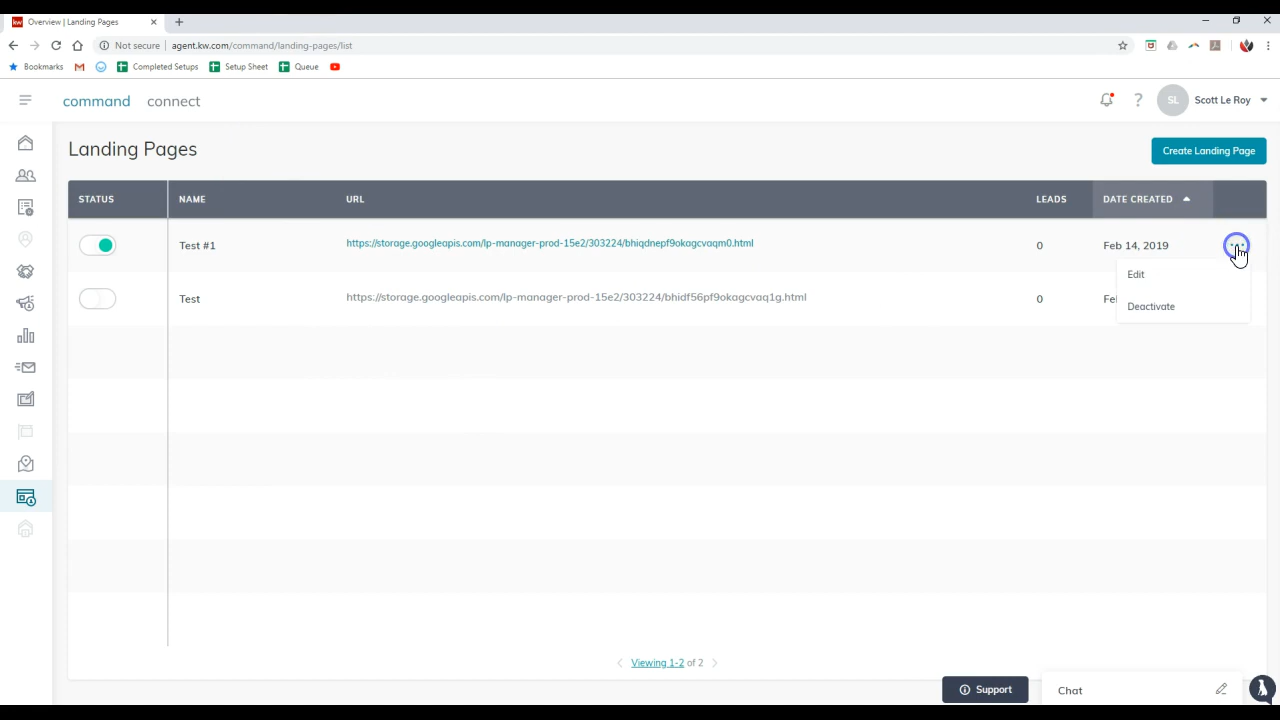 kw Overview | Landing Pages
Not secure | agent.kw.com/command/landing-pages/list
Bookmarks Completed Setups Setup Sheet Queue
command connect
? SL Scott Le Roy
Landing Pages
Create Landing Page
STATUS NAME URL LEADS DATE CREATED
Test #1 https://storage.googleapis.com/lp-manager-prod-15e2/303224/bhiqdnepf9okagcvaqm0.html 0 Feb 14, 2019
Edit
Test https://storage.googleapis.com/lp-manager-prod-15e2/303224/bhidf56pf9okagcvaq1g.html 0 Fe
Deactivate
Viewing 1-2 of 2
Support
Chat